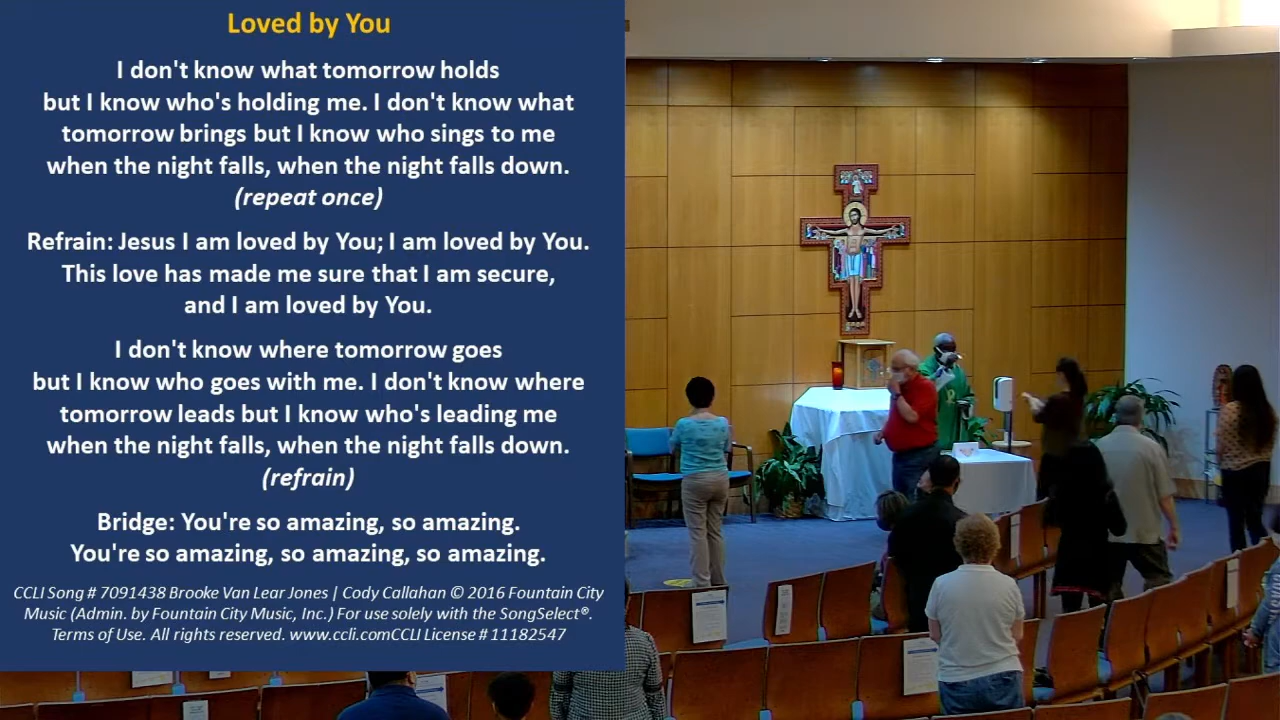 Loved by You
I don't know what tomorrow holds
but I know who's holding me. I don't know what
tomorrow brings but I know who sings to me
when the night falls, when the night falls down.
(repeat once)
Refrain: Jesus I am loved by You; I am loved by You.
This love has made me sure that I am secure,
and I am loved by You.
I don't know where tomorrow goes
but I know who goes with me. I don't know where
tomorrow leads but I know who's leading me
when the night falls, when the night falls down.
(refrain)
Bridge: You're so amazing, so amazing.
You're so amazing, so amazing, so amazing.
CCLI Song # 7091438 Brooke Van Lear Jones | Cody Callahan © 2016 Fountain City
Music (Admin. by Fountain City Music, Inc.) For use solely with the SongSelect®.
Terms of Use. All rights reserved. www.ccli.comCCLI License # 11182547